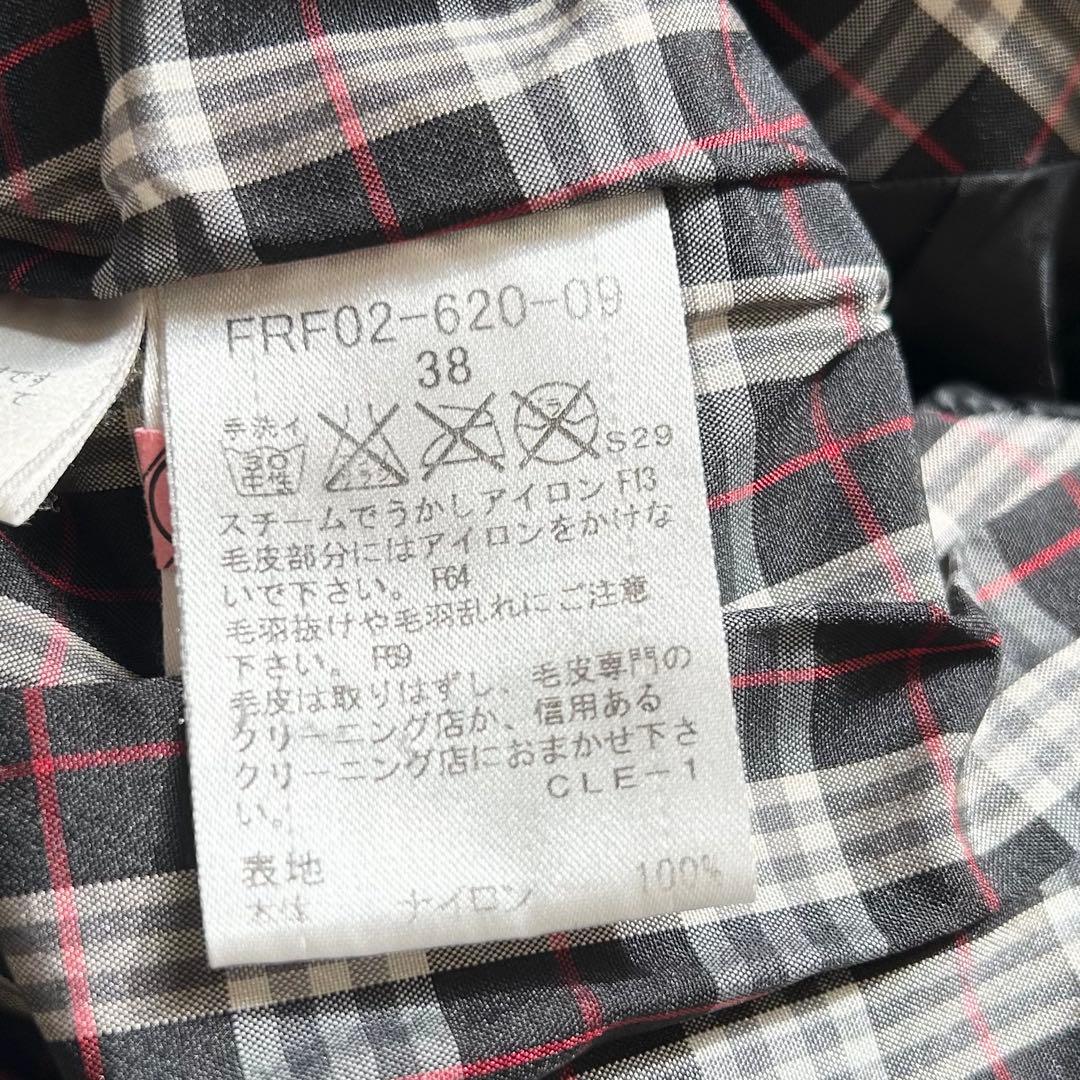 FRF02-620-09
38
手洗イ
中性
S29
スチームでうかしアイロン F13
毛皮部分にはアイロンをかけな
いで下さい。 F64
毛羽抜けや毛羽乱れにご注意
下さい。 F69
毛皮は取りはずし、毛皮専門の
クリーニング店か、信用ある
クリーニング店におまかせ下さ
い。
CLE-1
表地
本体 ナイロン 100%